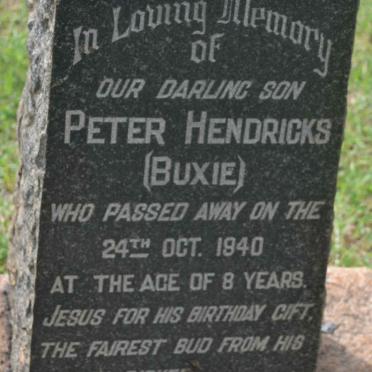 In Loving Memory
of
OUR DARLING SON
PETER HENDRICKS
(BUXIE)
WHO PASSED AWAY ON THE
24TH OCT. 1940
AT THE AGE OF 8 YEARS.
JESUS FOR HIS BIRTHDAY GIFT,
THE FAIREST BUD FROM HIS